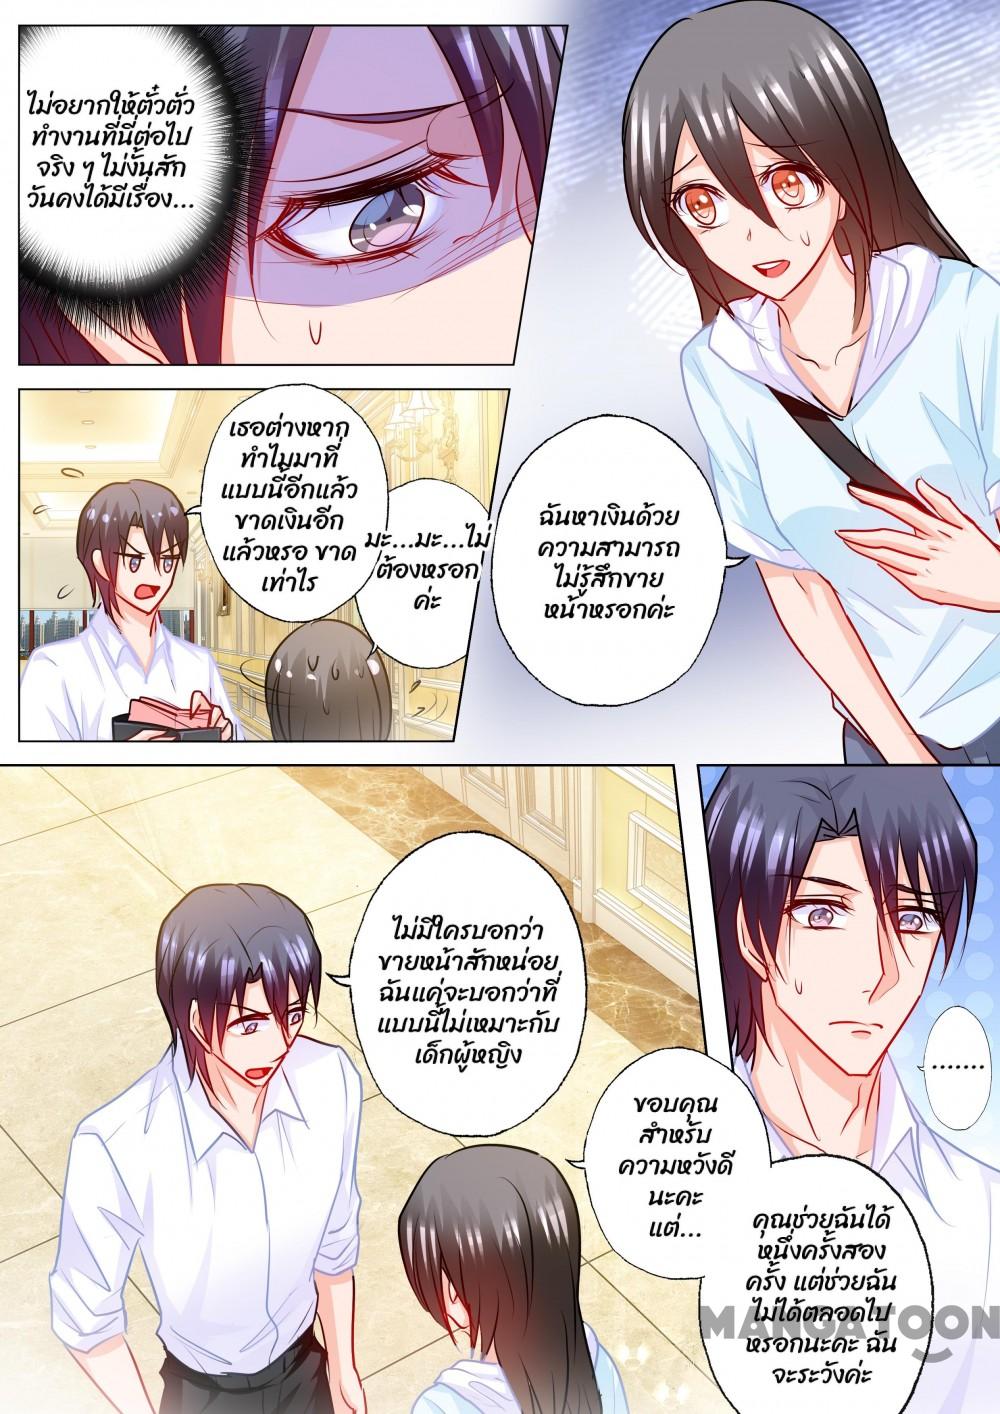 ไม่อยากให้ตั๋วตั่ว
ทำงานที่นี่ต่อไป
จริง ๆ ไม่งั้นสัก
วันคงได้มีเรื่อง...
เธอต่างหาก
ทำไมมาที่
แบบนี้อีกแล้ว
ขาดเงินอีก
แล้วหรอ ขาด
เท่าไร
มะ...มะ...ไม่
ต้องหรอก
ค่ะ
ฉันหาเงินด้วย
ความสามารถ
ไม่รู้สึกขาย
หน้าหรอกค่ะ
ไม่มีใครบอกว่า
ขายหน้าสักหน่อย
ฉันแค่จะบอกว่าที่
แบบนี้ไม่เหมาะกับ
เด็กผู้หญิง
.......
ขอบคุณ
สำหรับ
ความหวังดี
นะคะ
แต่...
คุณช่วยฉันได้
หนึ่งครั้งสอง
ครั้ง แต่ช่วยฉัน
ไม่ได้ตลอดไป
หรอกนะคะ ฉัน
จะระวังค่ะ
MANGATOON